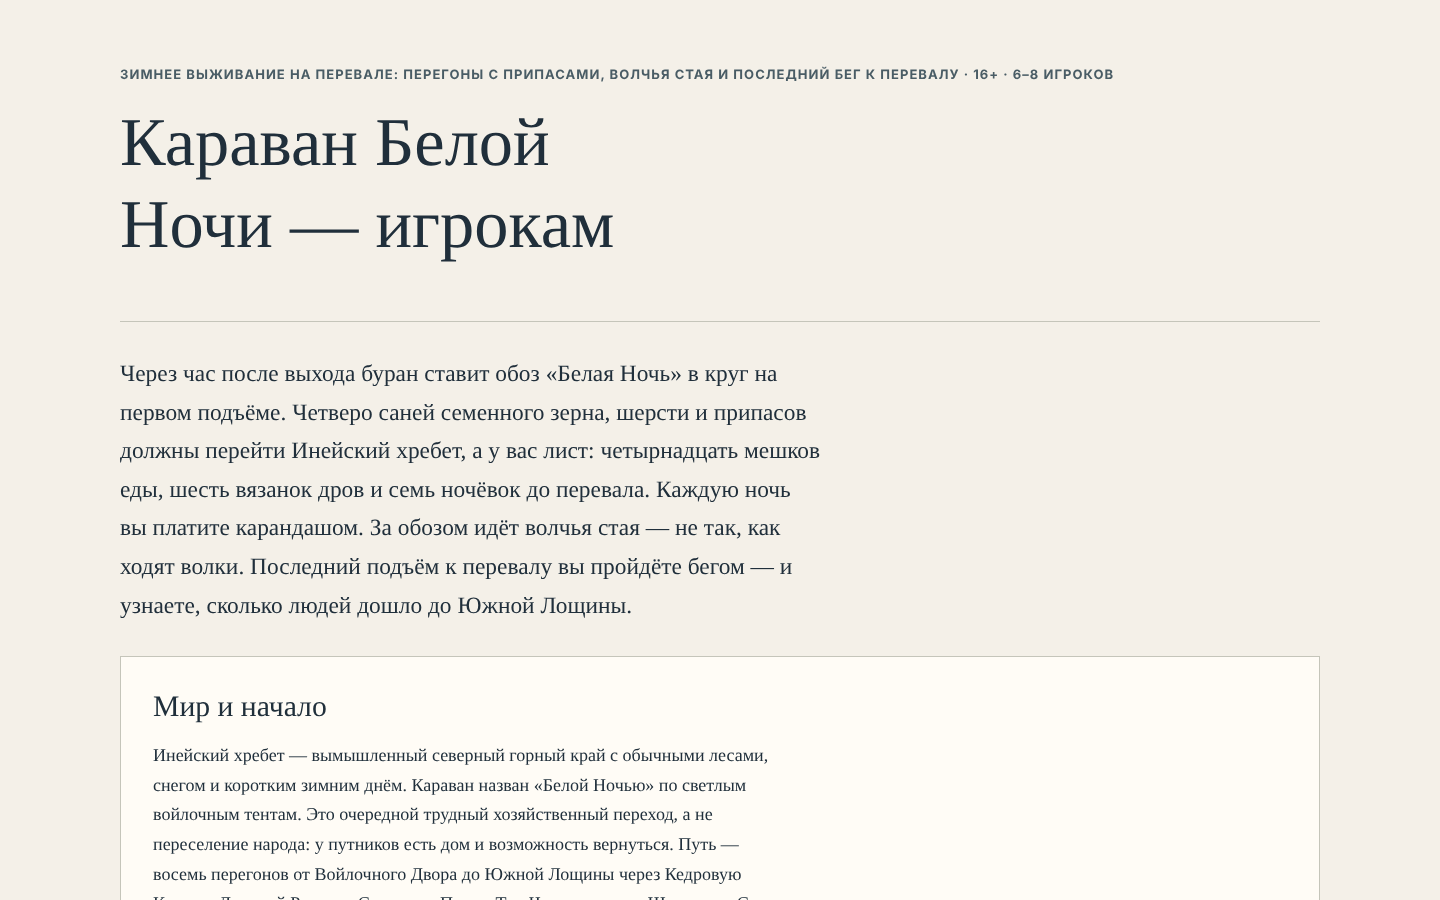 ЗИМНЕЕ ВЫЖИВАНИЕ НА ПЕРЕВАЛЕ: ПЕРЕГОНЫ С ПРИПАСАМИ, ВОЛЧЬЯ СТАЯ И ПОСЛЕДНИЙ БЕГ К ПЕРЕВАЛУ · 16+ · 6–8 ИГРОКОВ
Караван Белой
Ночи — игрокам
Через час после выхода буран ставит обоз «Белая Ночь» в круг на
первом подъёме. Четверо саней семенного зерна, шерсти и припасов
должны перейти Инейский хребет, а у вас лист: четырнадцать мешков
еды, шесть вязанок дров и семь ночёвок до перевала. Каждую ночь
вы платите карандашом. За обозом идёт волчья стая — не так, как
ходят волки. Последний подъём к перевалу вы пройдёте бегом — и
узнаете, сколько людей дошло до Южной Лощины.
Мир и начало
Инейский хребет — вымышленный северный горный край с обычными лесами,
снегом и коротким зимним днём. Караван назван «Белой Ночью» по светлым
войлочным тентам. Это очередной трудный хозяйственный переход, а не
переселение народа: у путников есть дом и возможность вернуться. Путь —
восемь перегонов от Войлочного Двора до Южной Лощины через Кедровую